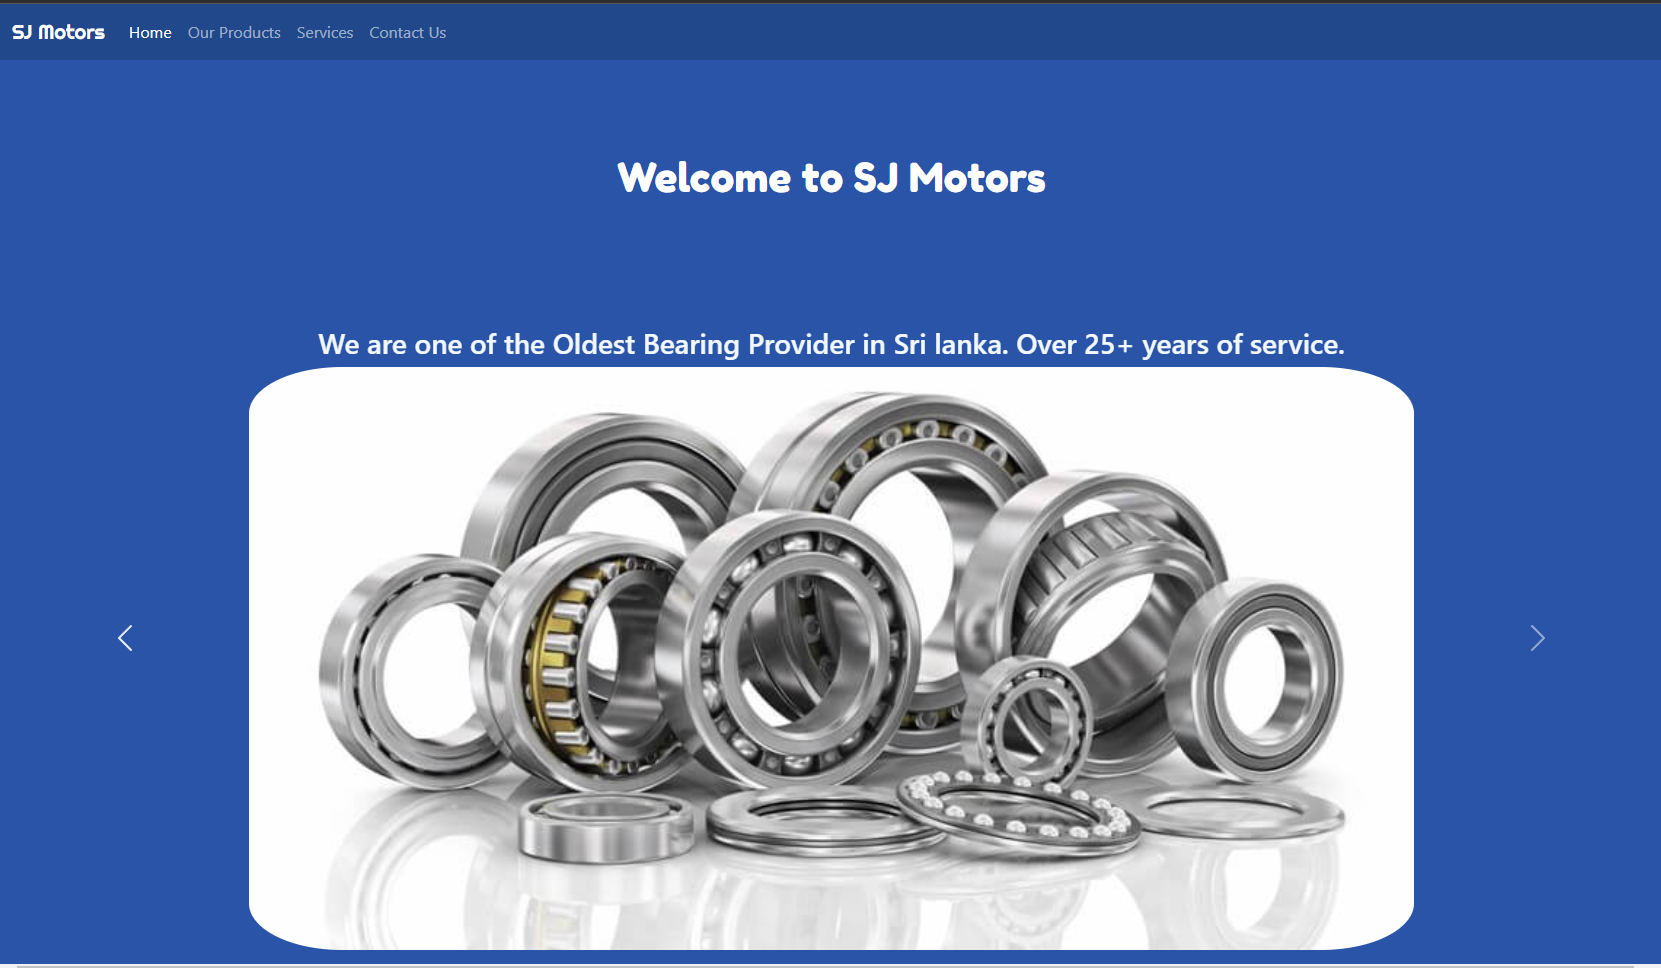 SJ Motors Home Our Products Services Contact Us
Welcome to SJ Motors
We are one of the Oldest Bearing Provider in Sri lanka. Over 25+ years of service.